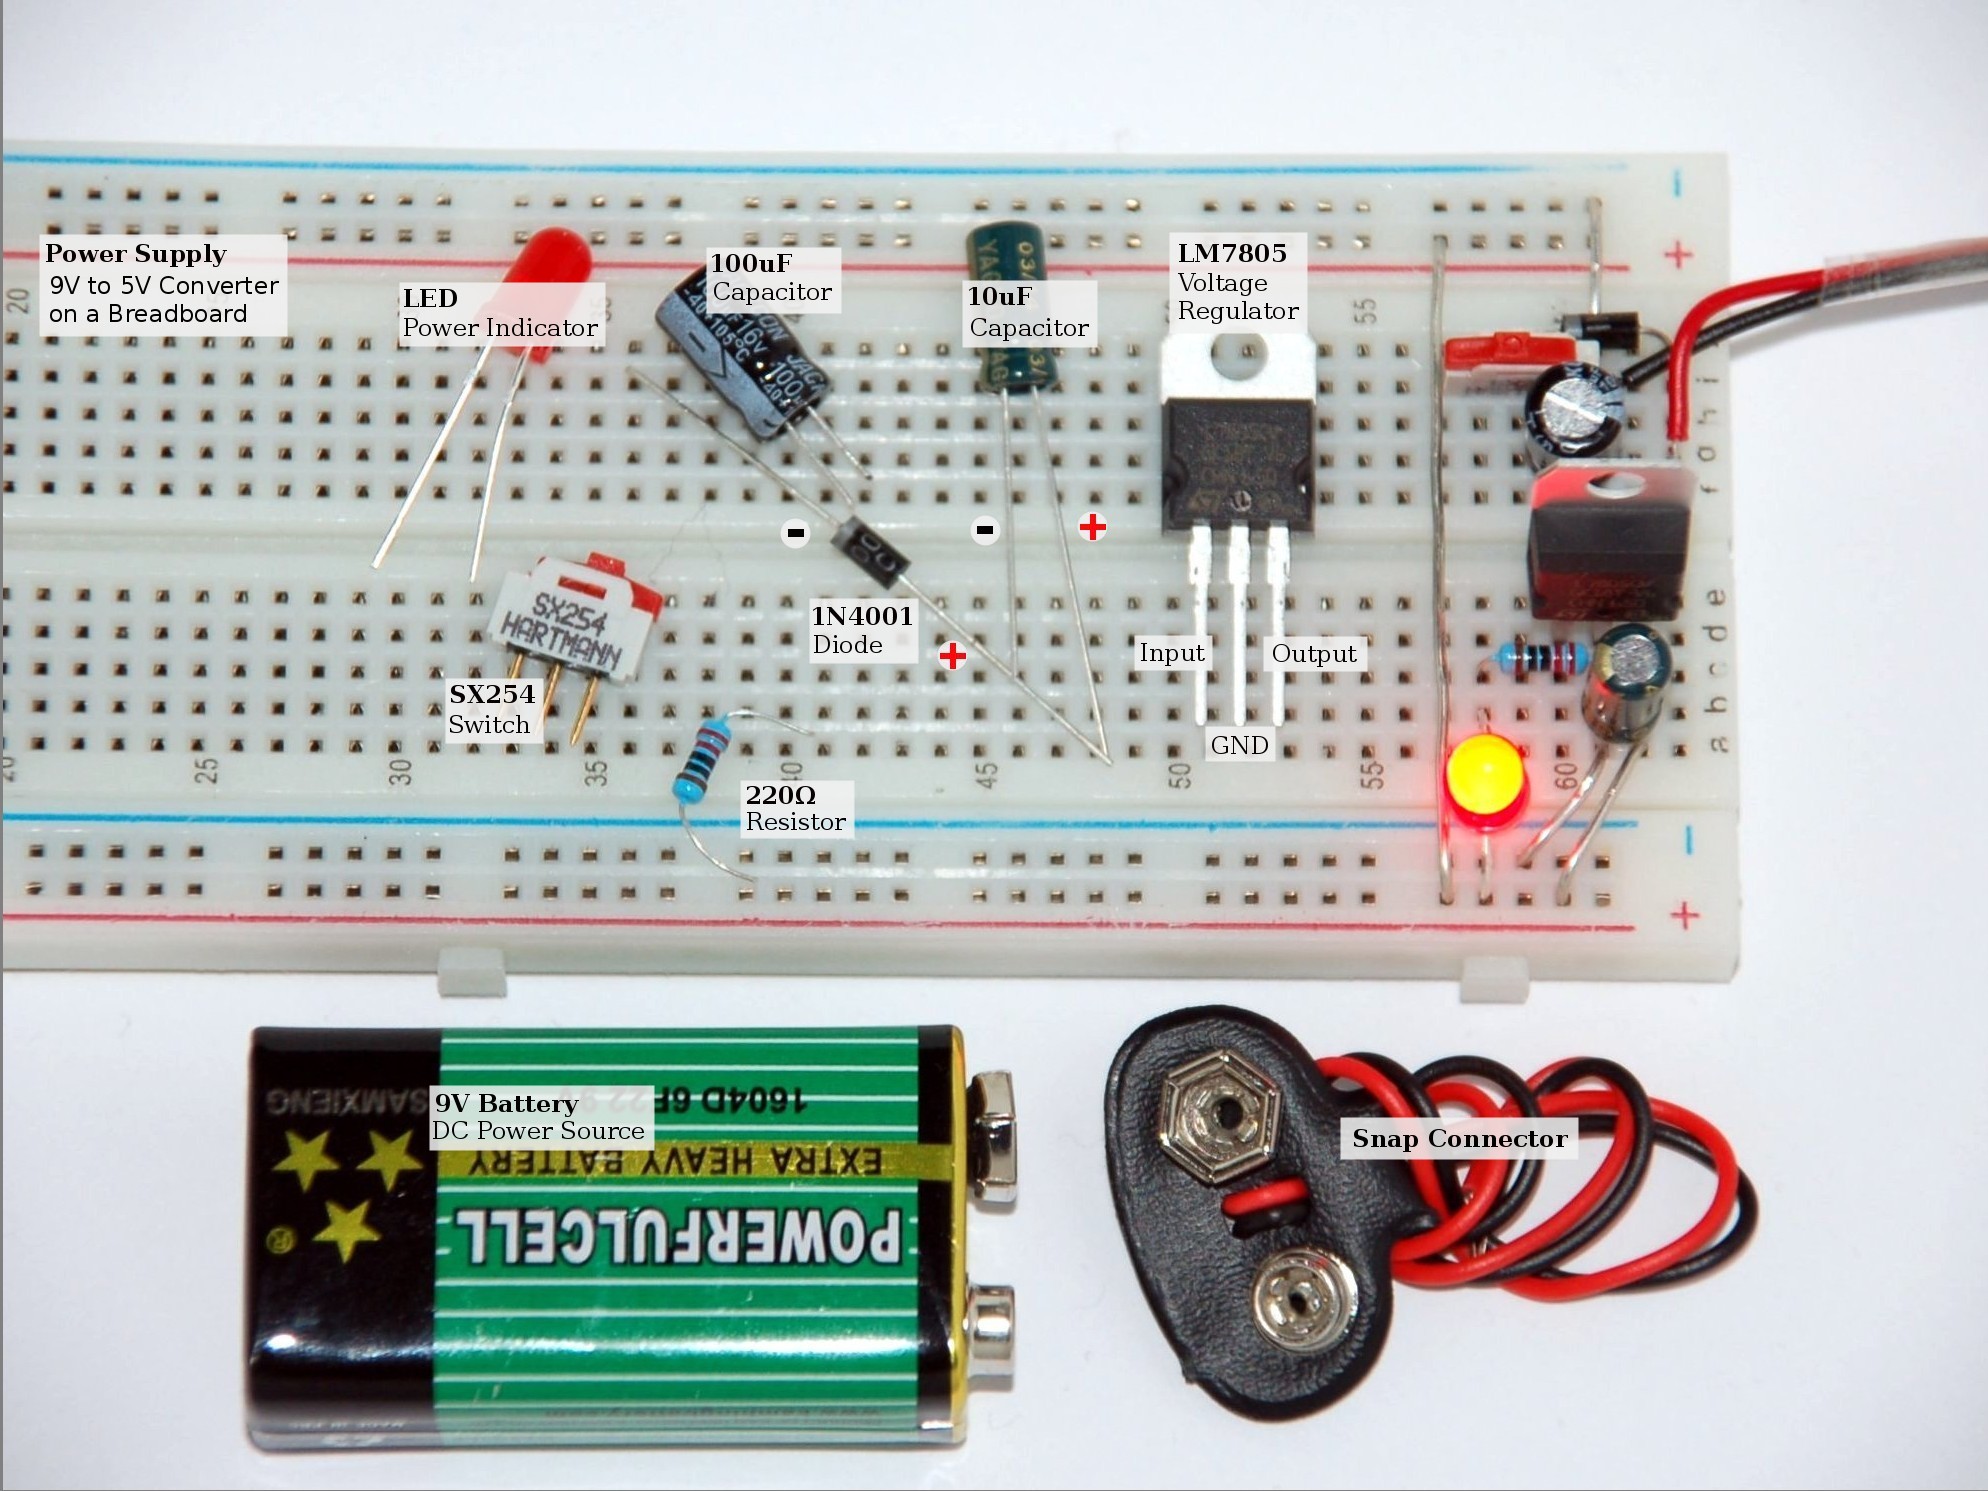 Power Supply
9V to 5V Converter
on a Breadboard
LED
Power Indicator
100uF
Capacitor
10uF
Capacitor
LM7805
Voltage
Regulator
-
+
20
55
-
-
+
f
e
d
c
b
a
SX254
HARTMANN
1N4001
Diode
+
Input
Output
GND
SX254
Switch
220Ω
Resistor
25
30
35
40
45
50
55
60
-
+
SAMXIENG
1604D 6F22 9V
9V Battery
DC Power Source
EXTRA HEAVY BATTERY
POWERFULCELL
®
Snap Connector